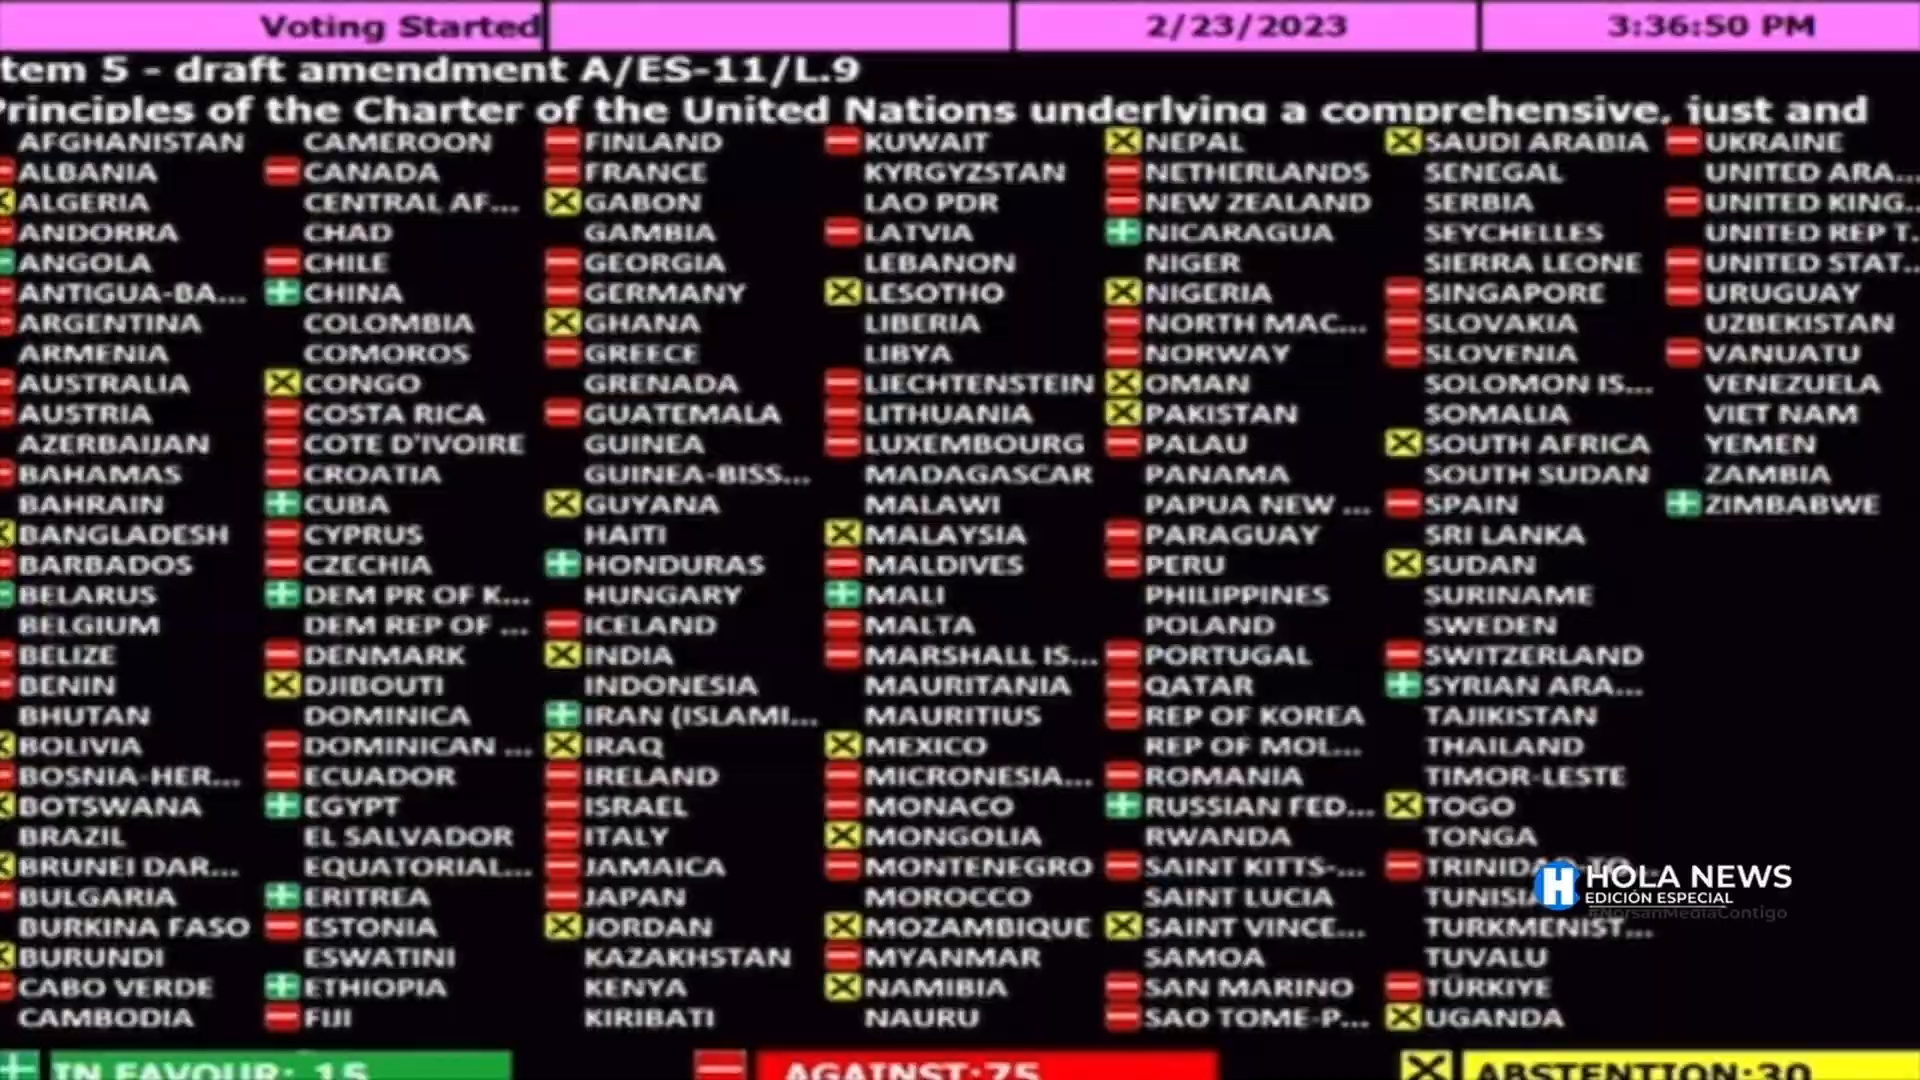 Voting Started 2/23/2023 3:36:50 PM
tem 5 - draft amendment A/ES-11/L.9
Principles of the Charter of the United Nations underlying a comprehensive, just and
AFGHANISTAN CAMEROON FINLAND KUWAIT NEPAL SAUDI ARABIA UKRAINE
ALBANIA CANADA FRANCE KYRGYZSTAN NETHERLANDS SENEGAL UNITED ARA...
ALGERIA CENTRAL AF... GABON LAO PDR NEW ZEALAND SERBIA UNITED KING...
ANDORRA CHAD GAMBIA LATVIA NICARAGUA SEYCHELLES UNITED REP T...
ANGOLA CHILE GEORGIA LEBANON NIGER SIERRA LEONE UNITED STAT...
ANTIGUA-BA... CHINA GERMANY LESOTHO NIGERIA SINGAPORE URUGUAY
ARGENTINA COLOMBIA GHANA LIBERIA NORTH MAC... SLOVAKIA UZBEKISTAN
ARMENIA COMOROS GREECE LIBYA NORWAY SLOVENIA VANUATU
AUSTRALIA CONGO GRENADA LIECHTENSTEIN OMAN SOLOMON IS... VENEZUELA
AUSTRIA COSTA RICA GUATEMALA LITHUANIA PAKISTAN SOMALIA VIET NAM
AZERBAIJAN COTE D'IVOIRE GUINEA LUXEMBOURG PALAU SOUTH AFRICA YEMEN
BAHAMAS CROATIA GUINEA-BISS... MADAGASCAR PANAMA SOUTH SUDAN ZAMBIA
BAHRAIN CUBA GUYANA MALAWI PAPUA NEW ... SPAIN ZIMBABWE
BANGLADESH CYPRUS HAITI MALAYSIA PARAGUAY SRI LANKA
BARBADOS CZECHIA HONDURAS MALDIVES PERU SUDAN
BELARUS DEM PR OF K... HUNGARY MALI PHILIPPINES SURINAME
BELGIUM DEM REP OF ... ICELAND MALTA POLAND SWEDEN
BELIZE DENMARK INDIA MARSHALL IS... PORTUGAL SWITZERLAND
BENIN DJIBOUTI INDONESIA MAURITANIA QATAR SYRIAN ARA...
BHUTAN DOMINICA IRAN (ISLAMI... MAURITIUS REP OF KOREA TAJIKISTAN
BOLIVIA DOMINICAN ... IRAQ MEXICO REP OF MOL... THAILAND
BOSNIA-HER... ECUADOR IRELAND MICRONESIA... ROMANIA TIMOR-LESTE
BOTSWANA EGYPT ISRAEL MONACO RUSSIAN FED... TOGO
BRAZIL EL SALVADOR ITALY MONGOLIA RWANDA TONGA
BRUNEI DAR... EQUATORIAL... JAMAICA MONTENEGRO SAINT KITTS-...
BULGARIA ERITREA JAPAN MOROCCO SAINT LUCIA
BURKINA FASO ESTONIA JORDAN MOZAMBIQUE SAINT VINCE... TURKMENIST...
BURUNDI ESWATINI KAZAKHSTAN MYANMAR SAMOA TUVALU
CABO VERDE ETHIOPIA KENYA NAMIBIA SAN MARINO TÜRKIYE
CAMBODIA FIJI KIRIBATI NAURU SAO TOME-P... UGANDA
IN FAVOUR: 15 AGAINST:75 ABSTENTION:30
HOLA NEWS
EDICIÓN ESPECIAL
#NorsanMediaContigo